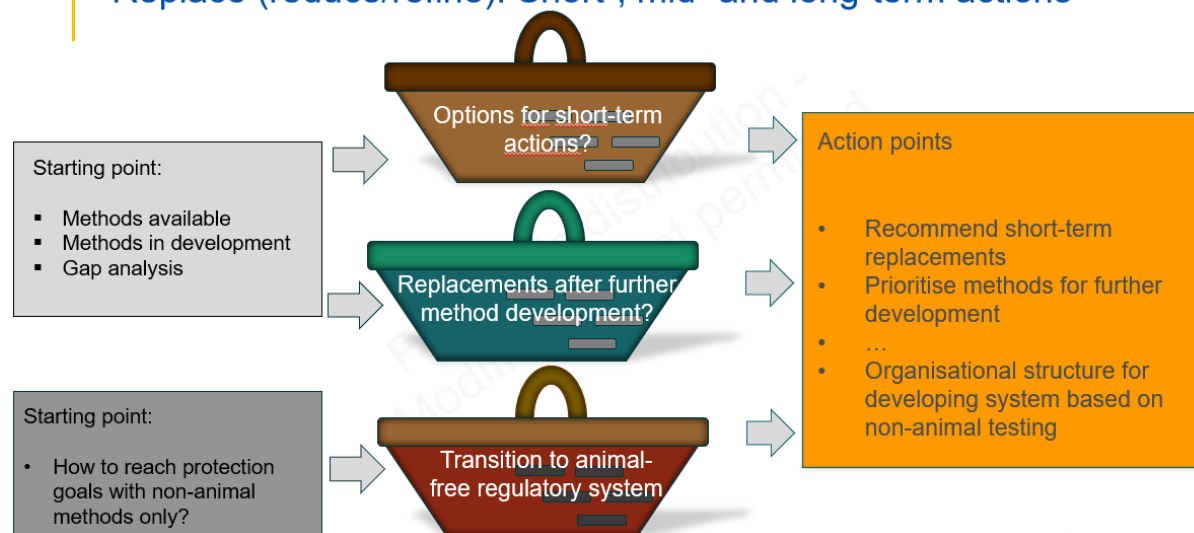 Replace (reduce/refine): Short-, mid- and long-term actions
Starting point:
▪ Methods available
▪ Methods in development
▪ Gap analysis
Options for short-term
actions?
Replacements after further
method development?
Starting point:
• How to reach protection
goals with non-animal
methods only?
Transition to animal-
free regulatory system
Action points
• Recommend short-term
replacements
• Prioritise methods for further
development
• …
• Organisational structure for
developing system based on
non-animal testing